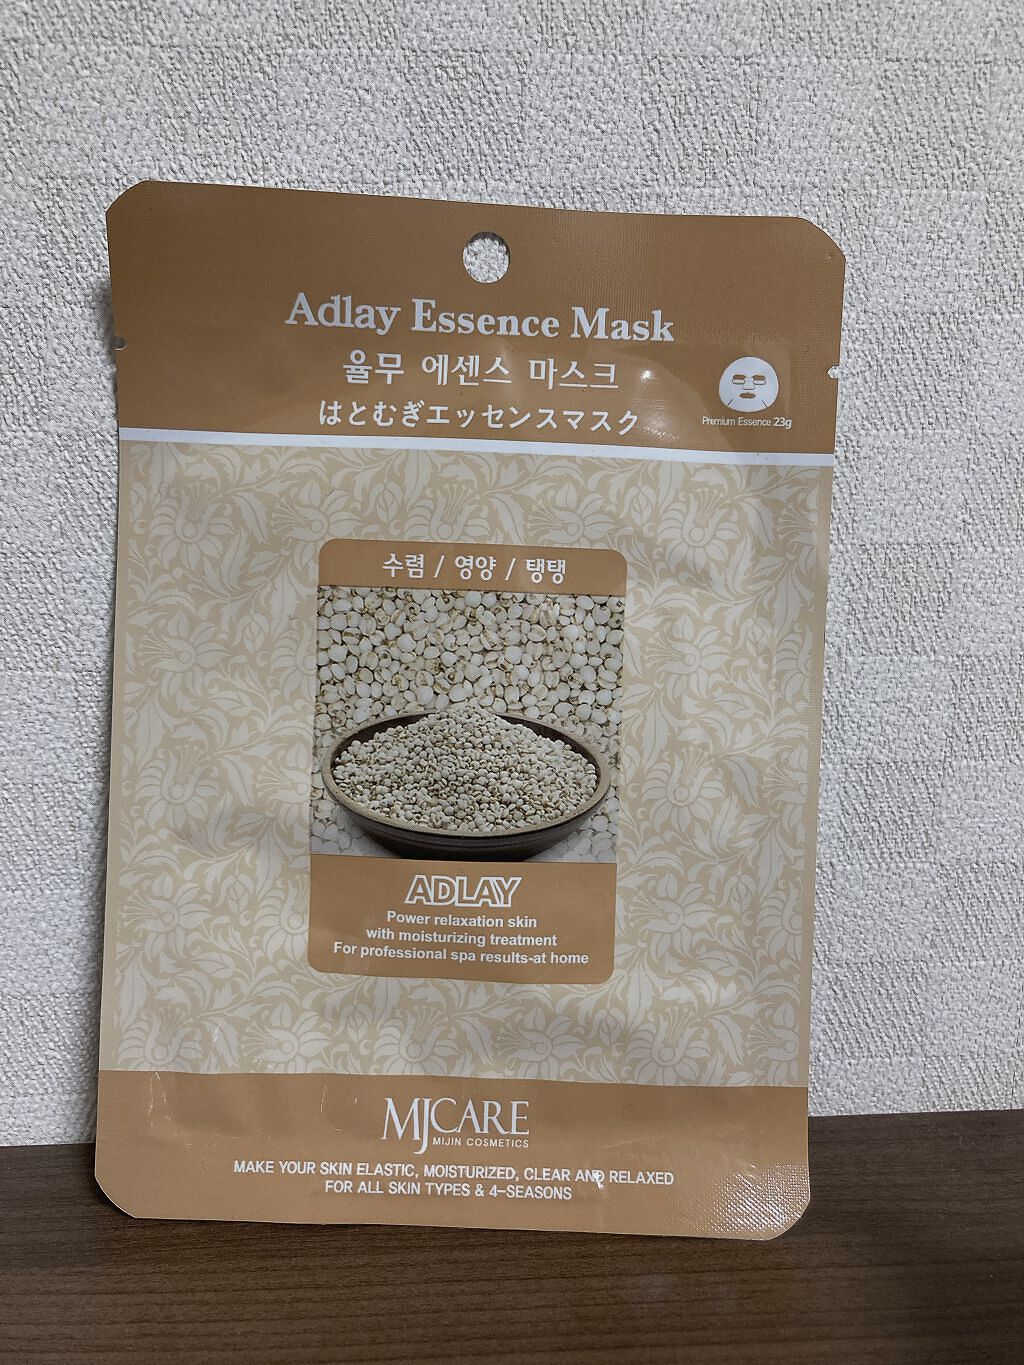 Adlay Essence Mask
율무 에센스 마스크
はとむぎエッセンスマスク
Premium Essence 23g
수렴 / 영양 / 탱탱
ADLAY
Power relaxation skin
with moisturizing treatment
For professional spa results-at home
MJCARE
MIJIN COSMETICS
MAKE YOUR SKIN ELASTIC, MOISTURIZED, CLEAR AND RELAXED
FOR ALL SKIN TYPES & 4-SEASONS